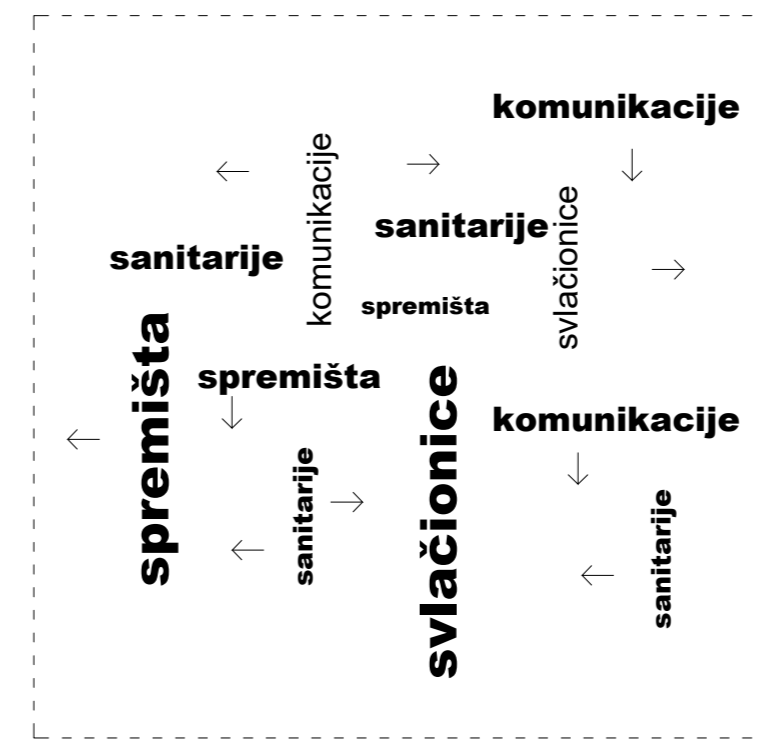 komunikacije
komunikacije
sanitarije
svlačionice
sanitarije
spremišta
spremišta
spremišta
svlačionice
komunikacije
sanitarije
sanitarije